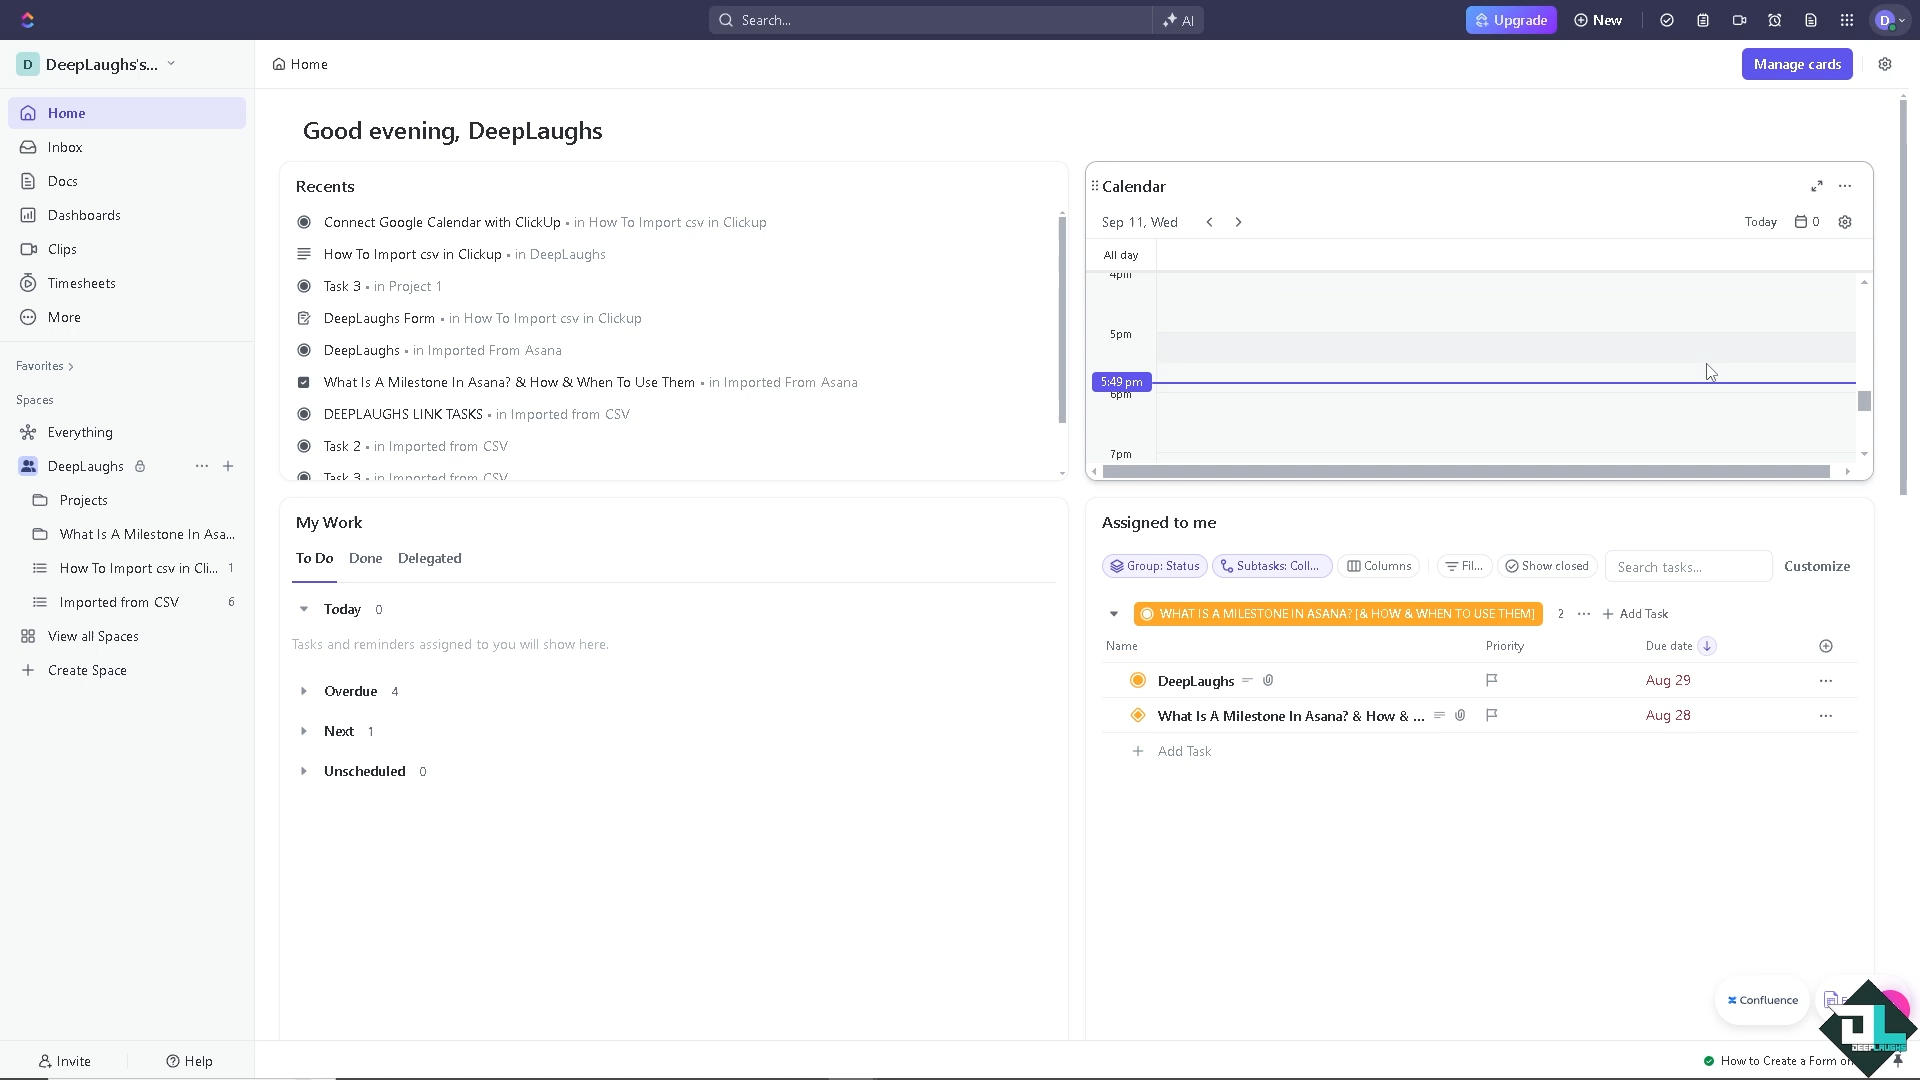 Search...
AI
Upgrade
New
D
D DeepLaughs's...
Home
Manage cards
Home
Inbox
Docs
Dashboards
Clips
Timesheets
More
Favorites
Spaces
Everything
DeepLaughs
Projects
What Is A Milestone In Asa...
How To Import csv in Cli... 1
Imported from CSV 6
View all Spaces
Create Space
Invite
Help
Good evening, DeepLaughs
Recents
Connect Google Calendar with ClickUp • in How To Import csv in Clickup
How To Import csv in Clickup • in DeepLaughs
Task 3 • in Project 1
DeepLaughs Form • in How To Import csv in Clickup
DeepLaughs • in Imported From Asana
What Is A Milestone In Asana? & How & When To Use Them • in Imported From Asana
DEEPLAUGHS LINK TASKS • in Imported from CSV
Task 2 • in Imported from CSV
Task 3 • in Imported from CSV
Calendar
Sep 11, Wed
Today
0
All day
4pm
5pm
5:49 pm
6pm
7pm
My Work
To Do Done Delegated
Today 0
Tasks and reminders assigned to you will show here.
Overdue 4
Next 1
Unscheduled 0
Assigned to me
Group: Status
Subtasks: Coll...
Columns
Fil...
Show closed
Search tasks...
Customize
WHAT IS A MILESTONE IN ASANA? [& HOW & WHEN TO USE THEM] 2 ... + Add Task
Name Priority Due date
DeepLaughs Aug 29
What Is A Milestone In Asana? & How & ... Aug 28
Add Task
Confluence
DEEPLAUGHS
How to Create a Form on